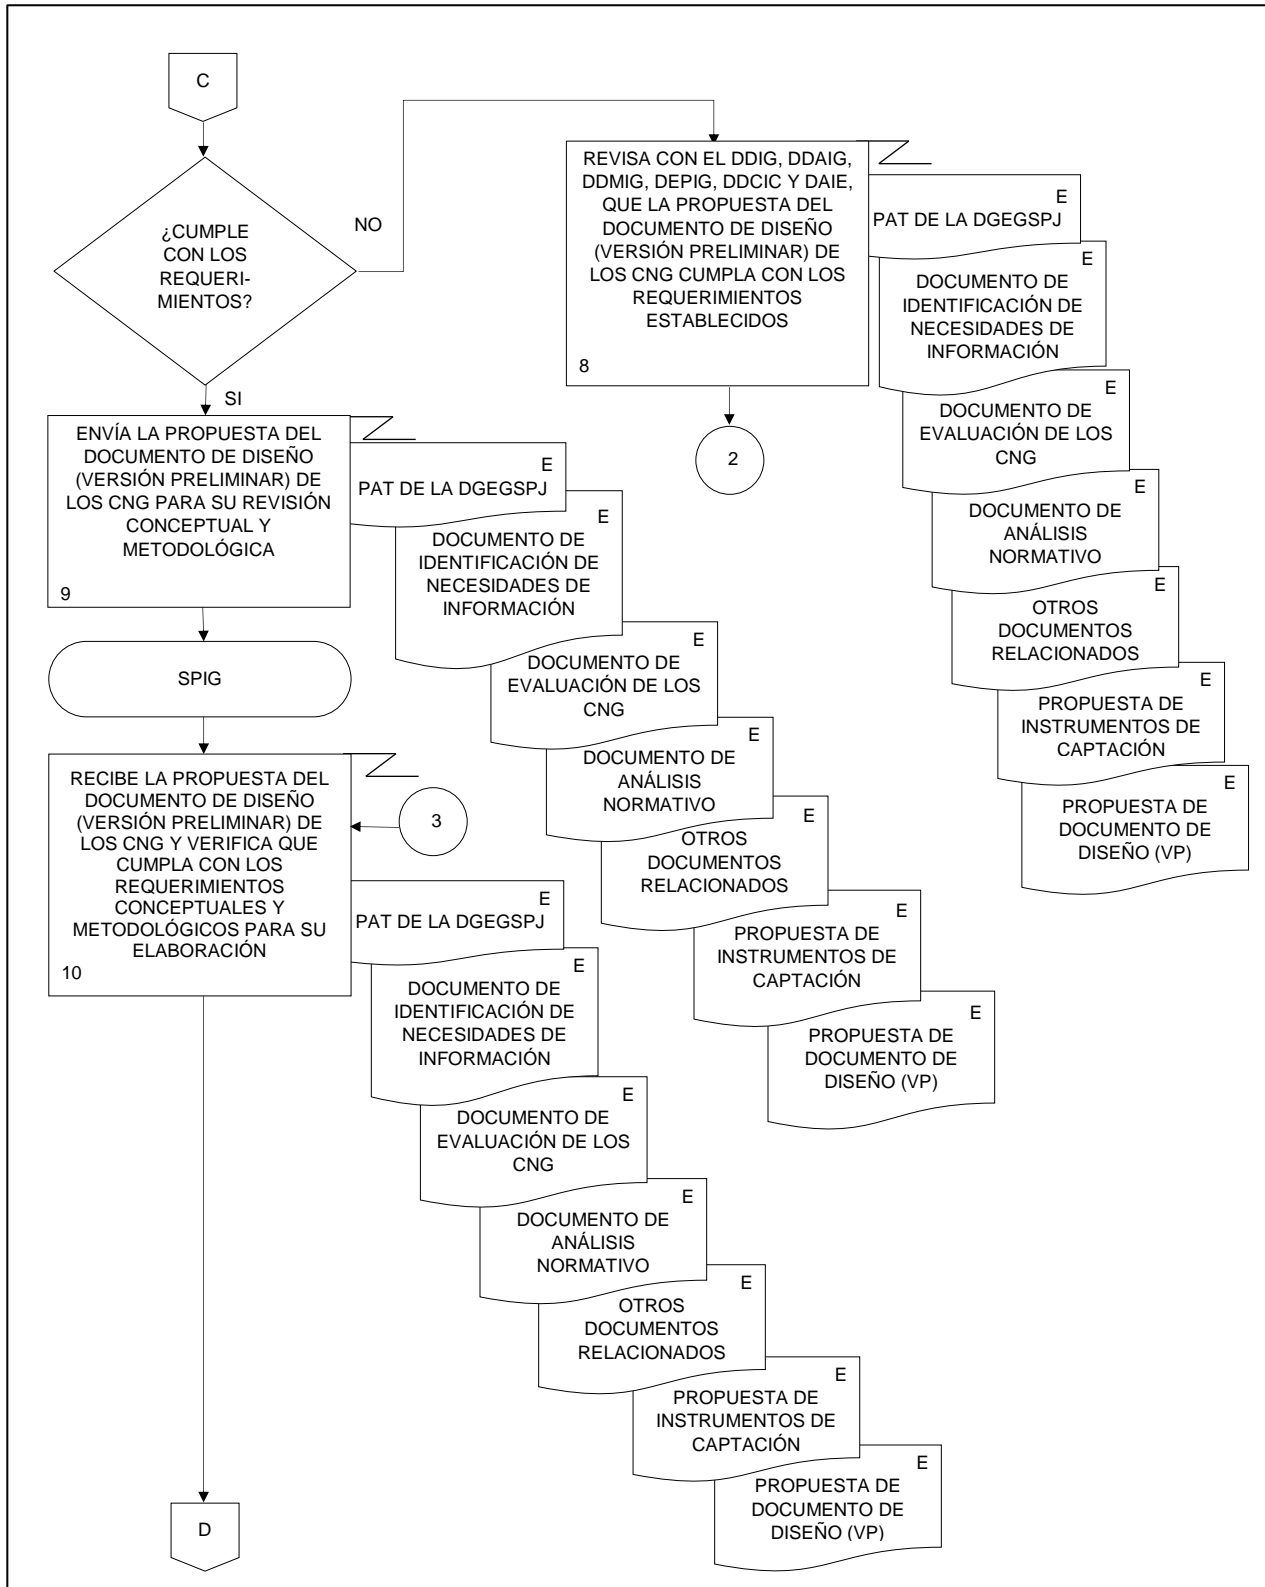 C
¿CUMPLE
CON LOS
REQUERI-
MIENTOS?
NO
SI
REVISA CON EL DDIG, DDAIG,
DDMIG, DEPIG, DDCIC Y DAIE,
QUE LA PROPUESTA DEL
DOCUMENTO DE DISEÑO
(VERSIÓN PRELIMINAR) DE
LOS CNG CUMPLA CON LOS
REQUERIMIENTOS
ESTABLECIDOS
8
E
PAT DE LA DGEGSPJ
E
DOCUMENTO DE
IDENTIFICACIÓN DE
NECESIDADES DE
INFORMACIÓN
E
DOCUMENTO DE
EVALUACIÓN DE LOS
CNG
E
DOCUMENTO DE
ANÁLISIS
NORMATIVO
E
OTROS
DOCUMENTOS
RELACIONADOS
E
PROPUESTA DE
INSTRUMENTOS DE
CAPTACIÓN
E
PROPUESTA DE
DOCUMENTO DE
DISEÑO (VP)
2
ENVÍA LA PROPUESTA DEL
DOCUMENTO DE DISEÑO
(VERSIÓN PRELIMINAR) DE
LOS CNG PARA SU REVISIÓN
CONCEPTUAL Y
METODOLÓGICA
9
E
PAT DE LA DGEGSPJ
E
DOCUMENTO DE
IDENTIFICACIÓN DE
NECESIDADES DE
INFORMACIÓN
E
DOCUMENTO DE
EVALUACIÓN DE LOS
CNG
E
DOCUMENTO DE
ANÁLISIS
NORMATIVO
E
OTROS
DOCUMENTOS
RELACIONADOS
E
PROPUESTA DE
INSTRUMENTOS DE
CAPTACIÓN
E
PROPUESTA DE
DOCUMENTO DE
DISEÑO (VP)
SPIG
RECIBE LA PROPUESTA DEL
DOCUMENTO DE DISEÑO
(VERSIÓN PRELIMINAR) DE
LOS CNG Y VERIFICA QUE
CUMPLA CON LOS
REQUERIMIENTOS
CONCEPTUALES Y
METODOLÓGICOS PARA SU
ELABORACIÓN
10
3
E
PAT DE LA DGEGSPJ
E
DOCUMENTO DE
IDENTIFICACIÓN DE
NECESIDADES DE
INFORMACIÓN
E
DOCUMENTO DE
EVALUACIÓN DE LOS
CNG
E
DOCUMENTO DE
ANÁLISIS
NORMATIVO
E
OTROS
DOCUMENTOS
RELACIONADOS
E
PROPUESTA DE
INSTRUMENTOS DE
CAPTACIÓN
E
PROPUESTA DE
DOCUMENTO DE
DISEÑO (VP)
D